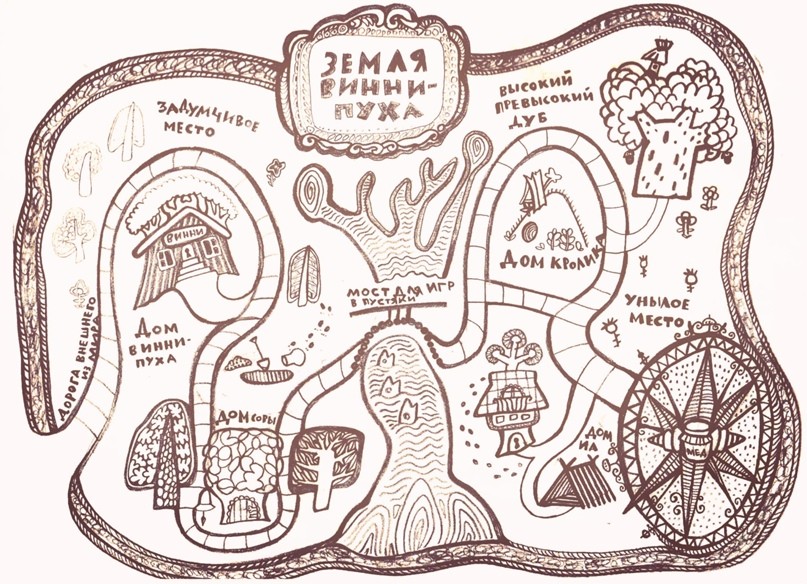 ЗЕМЛЯ
ВИННИ-
ПУХА
ЗАДУМЧИВОЕ
МЕСТО
ВЫСОКИЙ
ПРЕВЫСОКИЙ
ДУБ
ВИННИ
ДОМ
ВИННИ-
ПУХА
МОСТ ДЛЯ ИГР
В ПУСТЯКИ
ДОМ КРОЛИКА
УНЫЛОЕ
МЕСТО
ДОРОГА ВНЕШНЕГО
ИЗ МИРА
ДОМ СОВЫ
ДОМ
ИА
МЕД